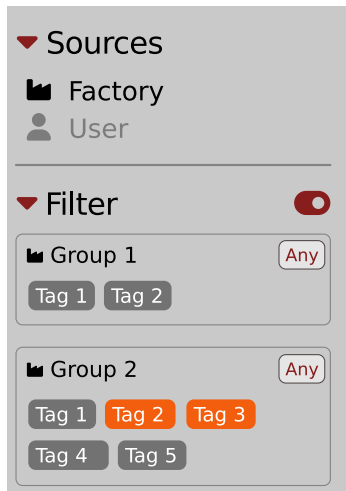 Sources
Factory
User
Filter
Group 1 Any
Tag 1 Tag 2
Group 2 Any
Tag 1 Tag 2 Tag 3
Tag 4 Tag 5